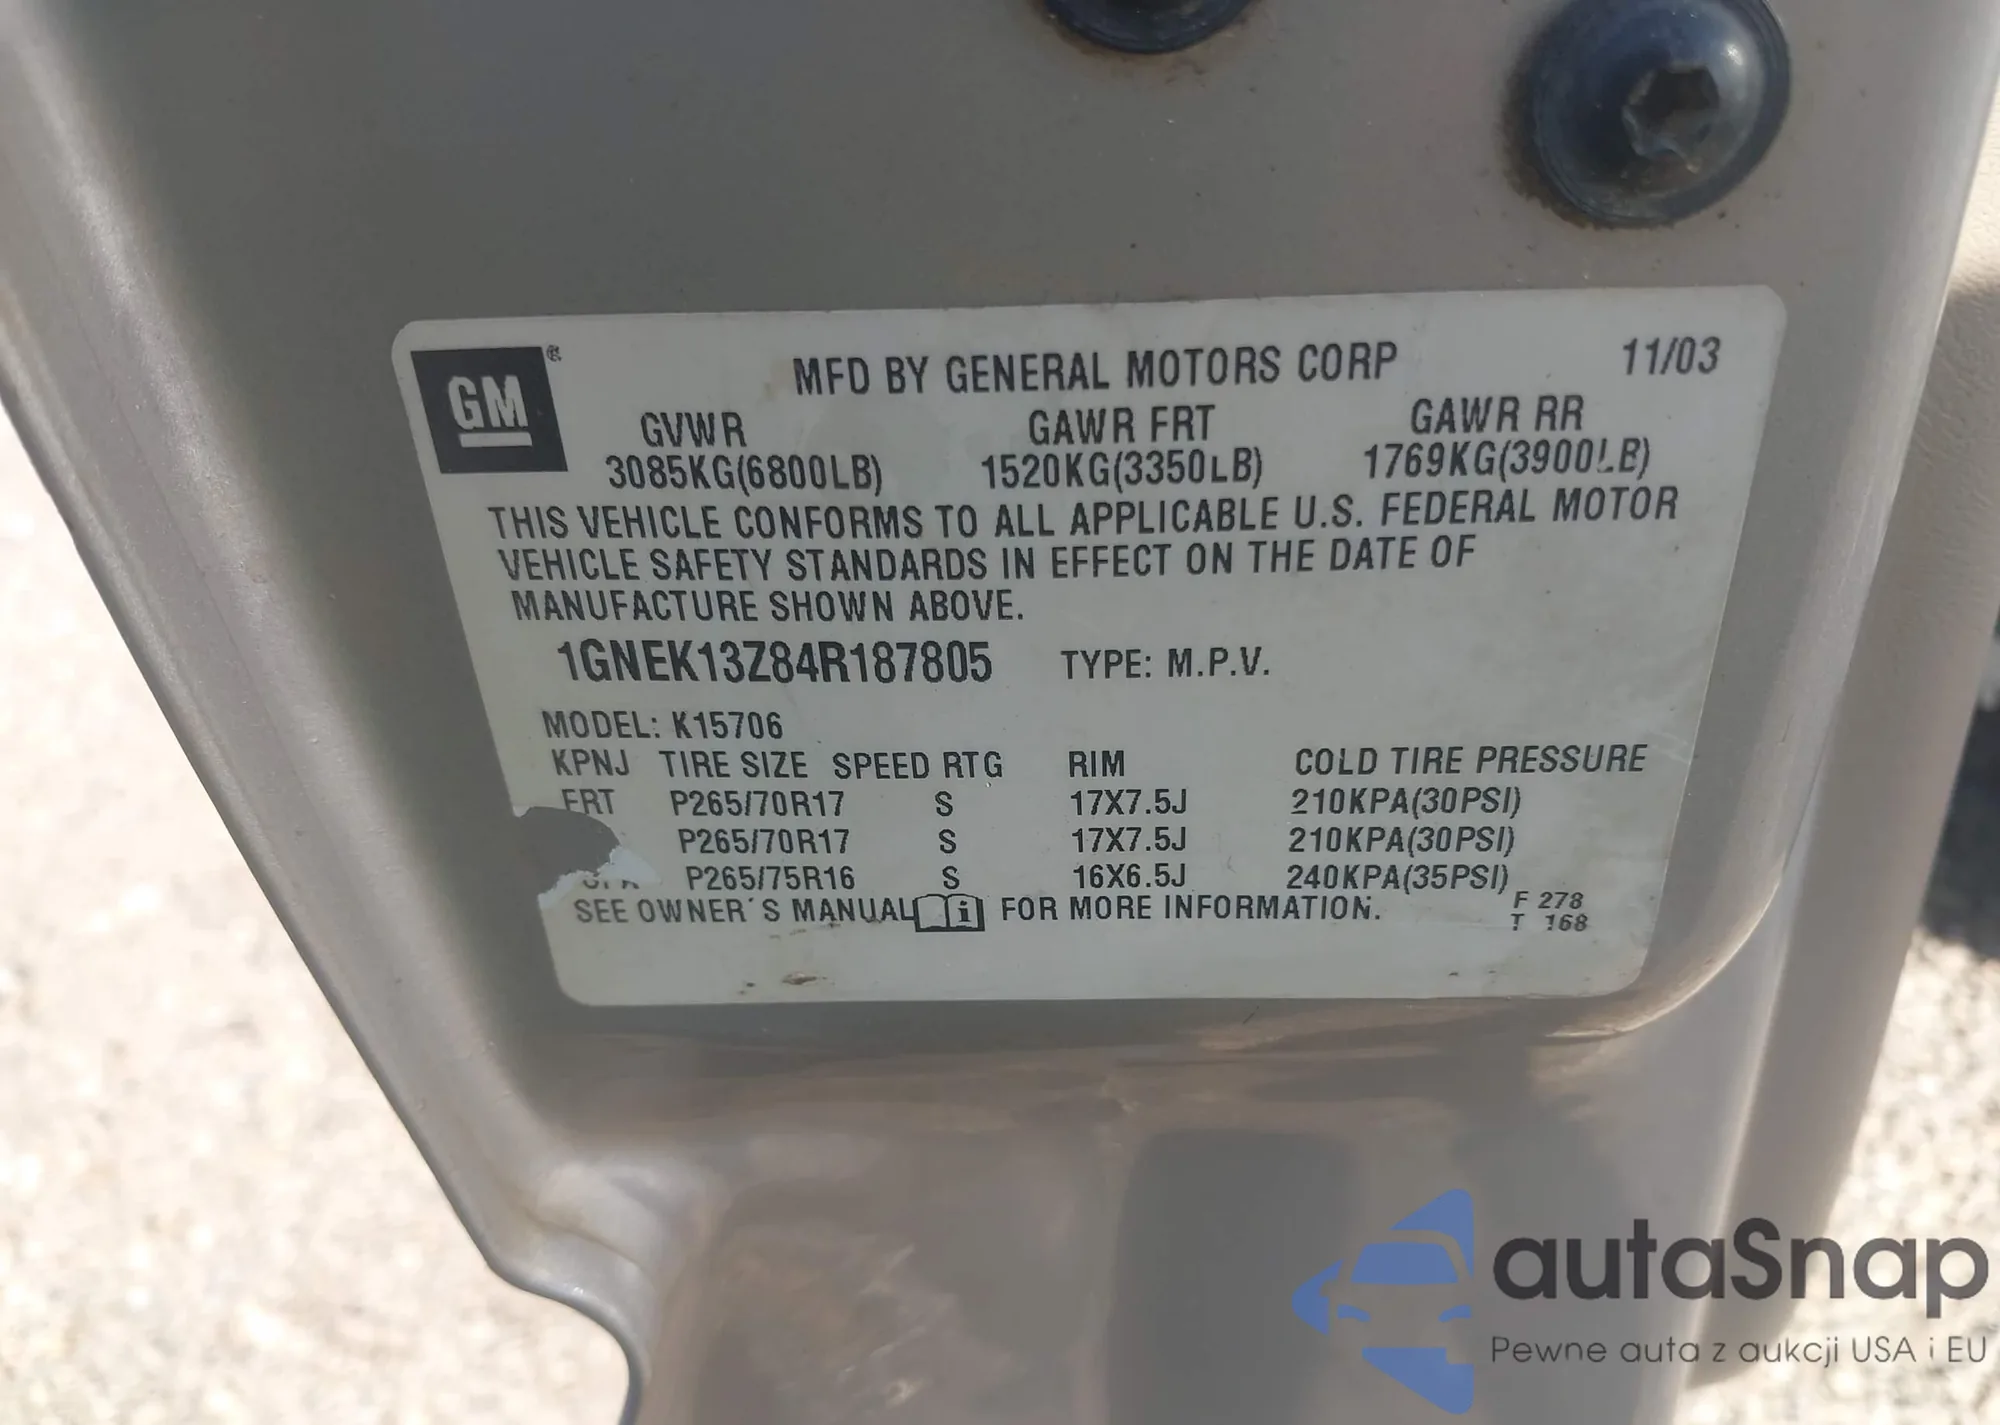 GM®
MFD BY GENERAL MOTORS CORP 11/03
GVWR GAWR FRT GAWR RR
3085KG(6800LB) 1520KG(3350LB) 1769KG(3900LB)
THIS VEHICLE CONFORMS TO ALL APPLICABLE U.S. FEDERAL MOTOR
VEHICLE SAFETY STANDARDS IN EFFECT ON THE DATE OF
MANUFACTURE SHOWN ABOVE.
1GNEK13Z84R187805 TYPE: M.P.V.
MODEL: K15706
KPNJ TIRE SIZE SPEED RTG RIM COLD TIRE PRESSURE
FRT P265/70R17 S 17X7.5J 210KPA(30PSI)
P265/70R17 S 17X7.5J 210KPA(30PSI)
P265/75R16 S 16X6.5J 240KPA(35PSI)
SEE OWNER'S MANUAL i FOR MORE INFORMATION. F 278
T 168
autaSnap
Pewne auta z aukcji USA i EU